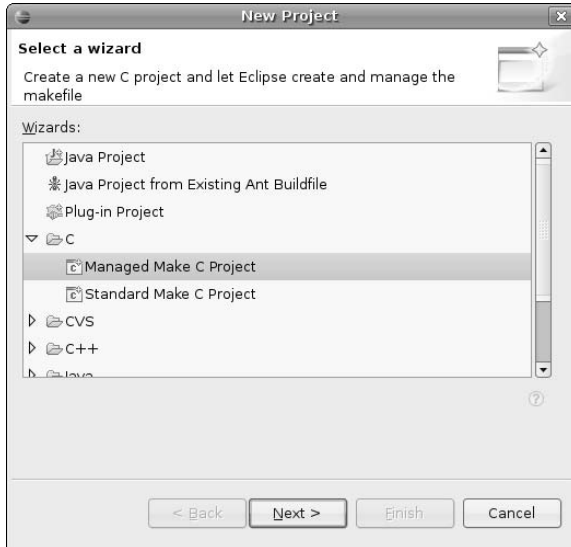 New Project
Select a wizard
Create a new C project and let Eclipse create and manage the
makefile
Wizards:
Java Project
Java Project from Existing Ant Buildfile
Plug-in Project
C
Managed Make C Project
Standard Make C Project
CVS
C++
Java
< Back
Next >
Finish
Cancel